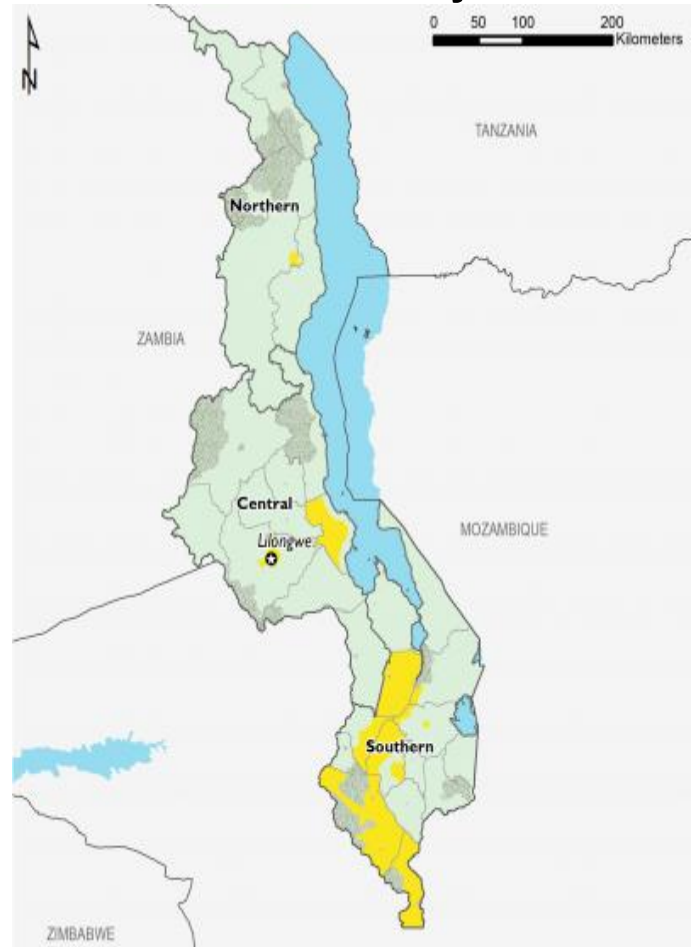 0 50 100 200
Kilometers
N
TANZANIA
Northern
ZAMBIA
Central
Lilongwe
MOZAMBIQUE
Southern
ZIMBABWE